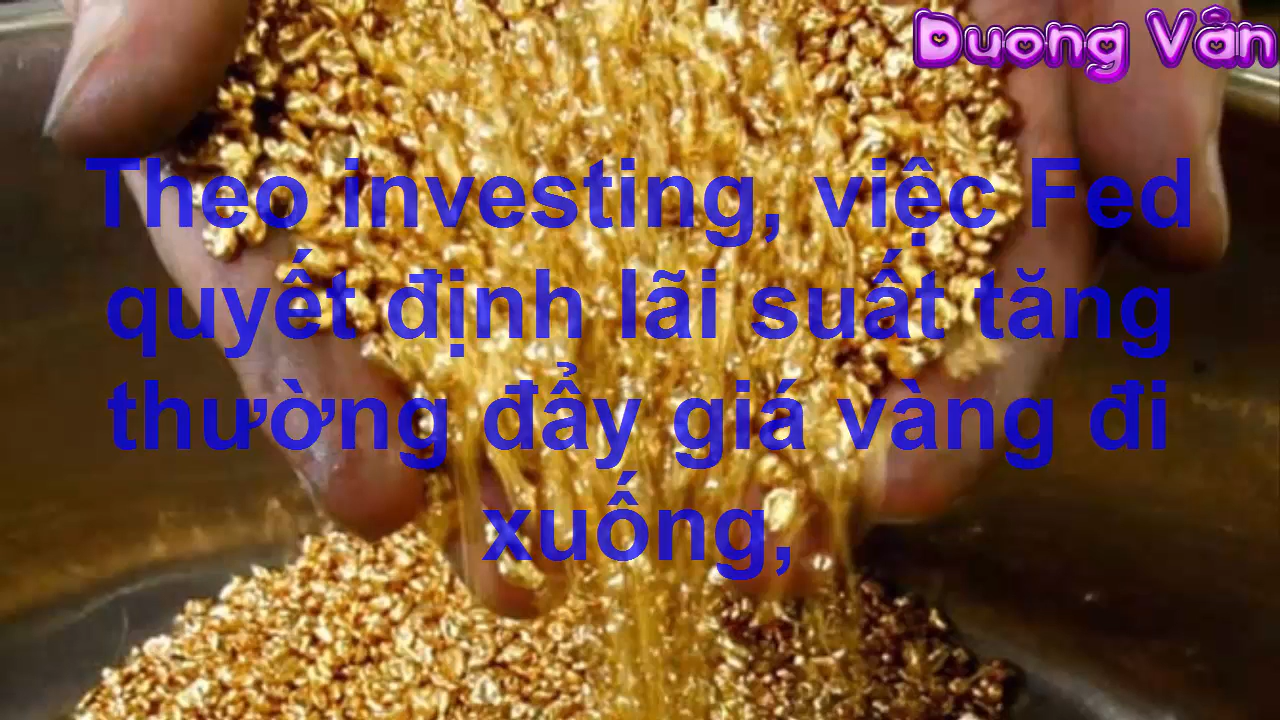 Duong Vân
Theo investing, việc Fed
quyết định lãi suất tăng
thường đẩy giá vàng đi
xuống,